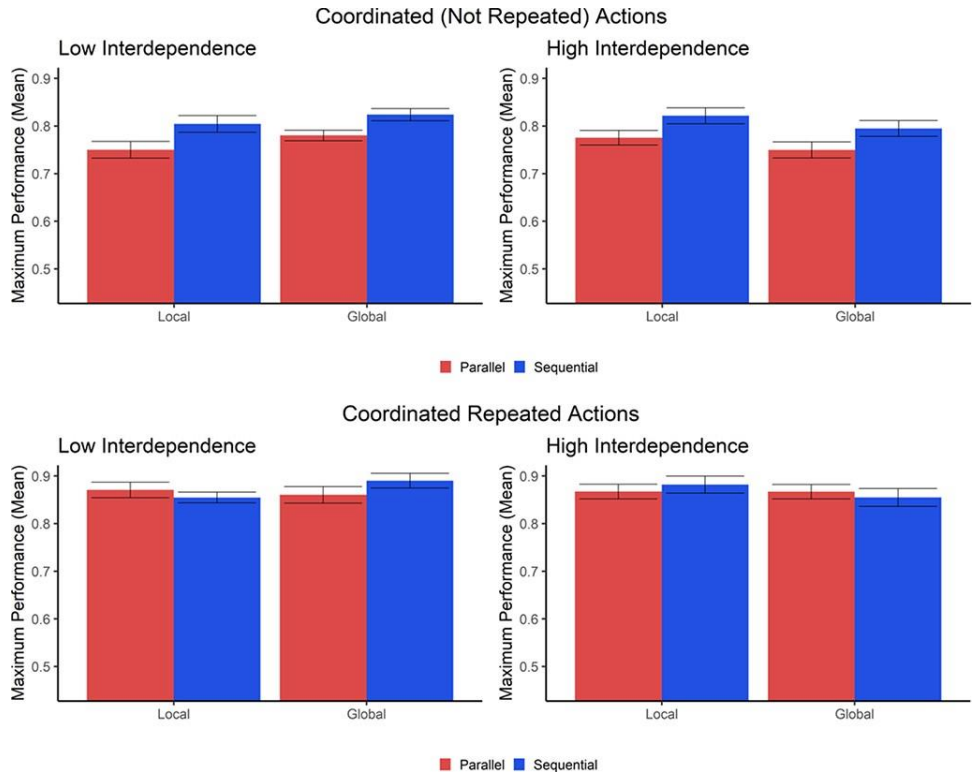 Coordinated (Not Repeated) Actions
Low Interdependence
Maximum Performance (Mean)
0.9
0.8
0.7
0.6
0.5
Local Global
High Interdependence
Maximum Performance (Mean)
0.9
0.8
0.7
0.6
0.5
Local Global
Parallel Sequential
Coordinated Repeated Actions
Low Interdependence
Maximum Performance (Mean)
0.9
0.8
0.7
0.6
0.5
Local Global
High Interdependence
Maximum Performance (Mean)
0.9
0.8
0.7
0.6
0.5
Local Global
Parallel Sequential